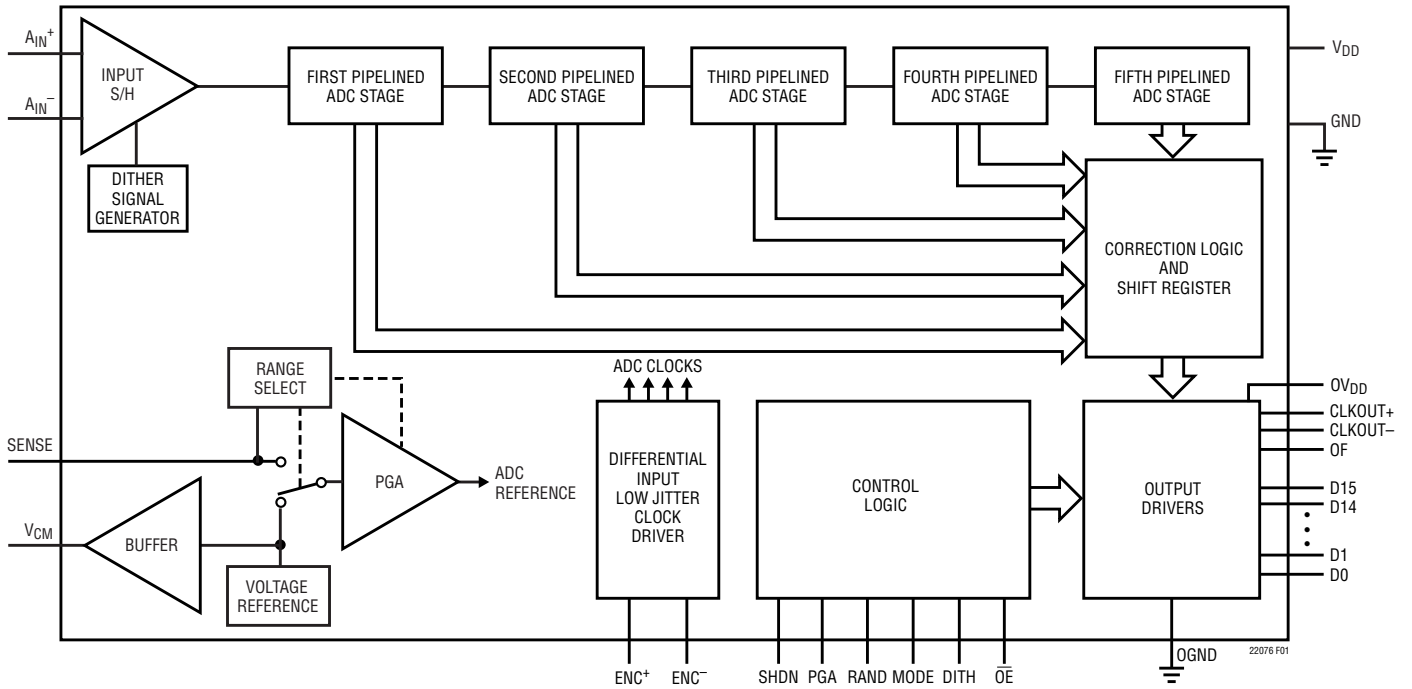 AIN+
AIN−
INPUT
S/H
DITHER
SIGNAL
GENERATOR
FIRST PIPELINED
ADC STAGE
SECOND PIPELINED
ADC STAGE
THIRD PIPELINED
ADC STAGE
FOURTH PIPELINED
ADC STAGE
FIFTH PIPELINED
ADC STAGE
VDD
GND
CORRECTION LOGIC
AND
SHIFT REGISTER
RANGE
SELECT
SENSE
PGA
ADC
REFERENCE
VCM
BUFFER
VOLTAGE
REFERENCE
ADC CLOCKS
DIFFERENTIAL
INPUT
LOW JITTER
CLOCK
DRIVER
CONTROL
LOGIC
OUTPUT
DRIVERS
OVDD
CLKOUT+
CLKOUT–
OF
D15
D14
D1
D0
OGND
ENC+
ENC−
SHDN
PGA
RAND
MODE
DITH
O̅E̅
22076 F01